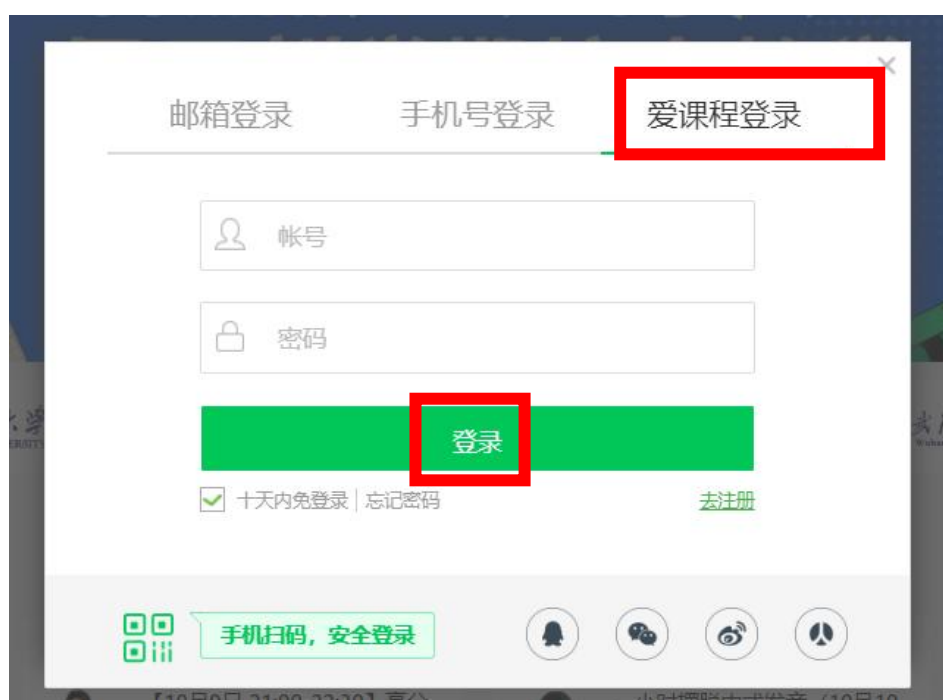 邮箱登录 手机号登录 爱课程登录
帐号
密码
登录
十天内免登录 忘记密码 去注册
手机扫码，安全登录